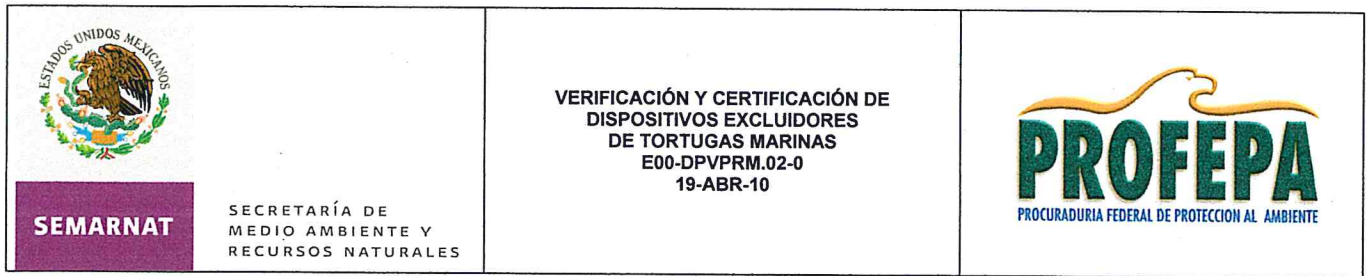 ESTADOS UNIDOS MEXICANOS
SEMARNAT
SECRETARÍA DE
MEDIO AMBIENTE Y
RECURSOS NATURALES
VERIFICACIÓN Y CERTIFICACIÓN DE
DISPOSITIVOS EXCLUIDORES
DE TORTUGAS MARINAS
E00-DPVPRM.02-0
19-ABR-10
PROFEPA
PROCURADURIA FEDERAL DE PROTECCION AL AMBIENTE